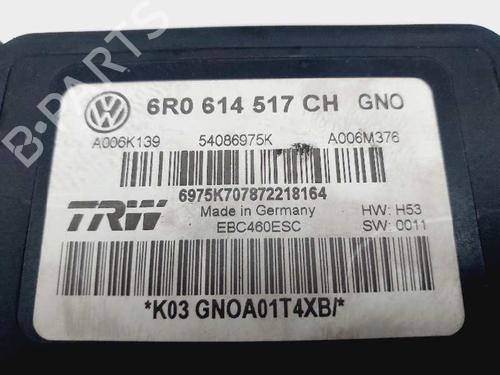 B-PARTS
6R0 614 517 CH GNO
A006K139 54086975K A006M376
6975K707872218164
TRW Made in Germany HW: H53
EBC460ESC SW: 0011
*K03 GNOA01T4XB/*